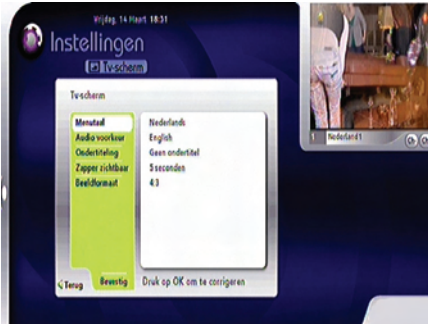 Vrijdag, 14 Maart 18:31
Instellingen
Tv-scherm
Tv-scherm
Menutaal Nederlands
Audio voorkeur English
Ondertiteling Geen ondertitel
Zapper zichtbaar 5 seconden
Beeldformaat 4:3
Terug Bevestig Druk op OK om te corrigeren
1 Nederland 1